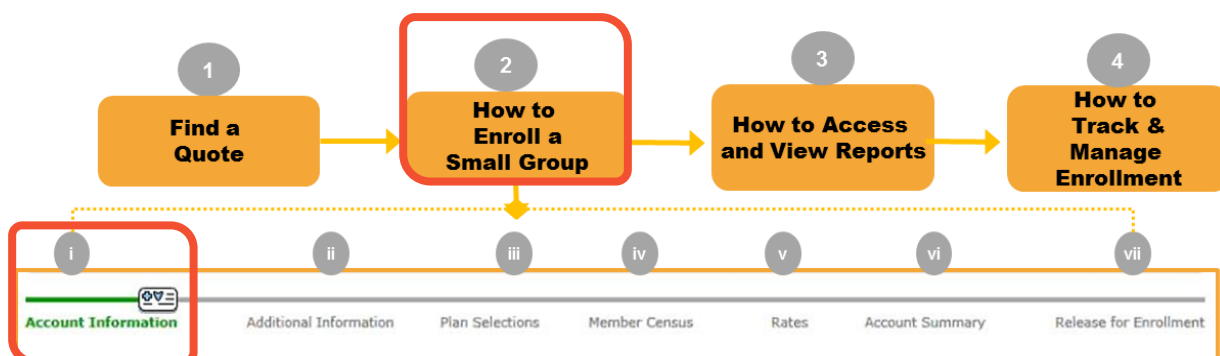 1
2
3
4
Find a
Quote
How to
Enroll a
Small Group
How to Access
and View Reports
How to
Track &
Manage
Enrollment
i
ii
iii
iv
v
vi
vii
Account Information
Additional Information
Plan Selections
Member Census
Rates
Account Summary
Release for Enrollment